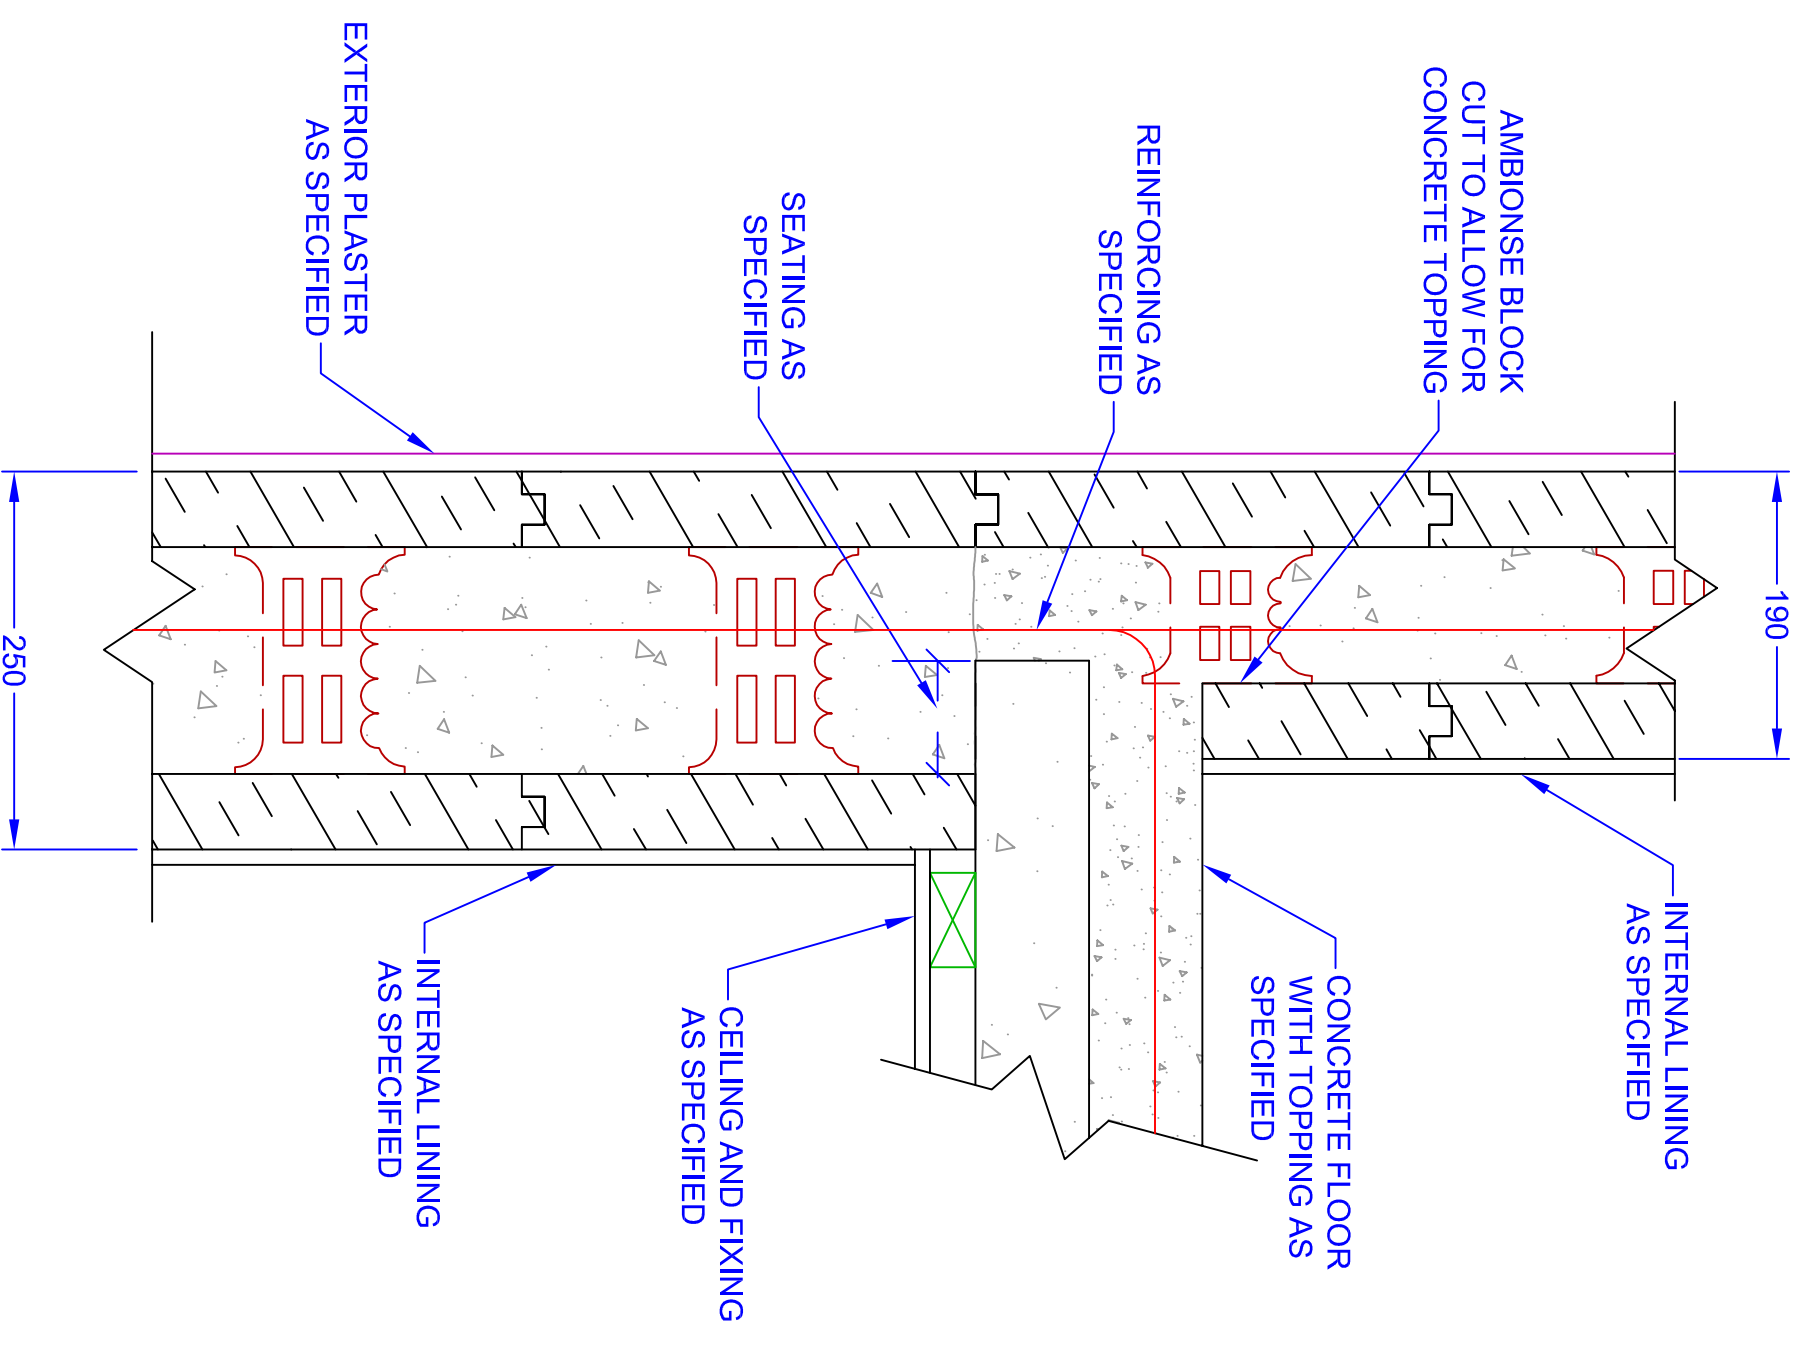 190
AMBIONSE BLOCK
CUT TO ALLOW FOR
CONCRETE TOPPING
INTERNAL LINING
AS SPECIFIED
REINFORCING AS
SPECIFIED
CONCRETE FLOOR
WITH TOPPING AS
SPECIFIED
SEATING AS
SPECIFIED
CEILING AND FIXING
AS SPECIFIED
INTERNAL LINING
AS SPECIFIED
EXTERIOR PLASTER
AS SPECIFIED
250